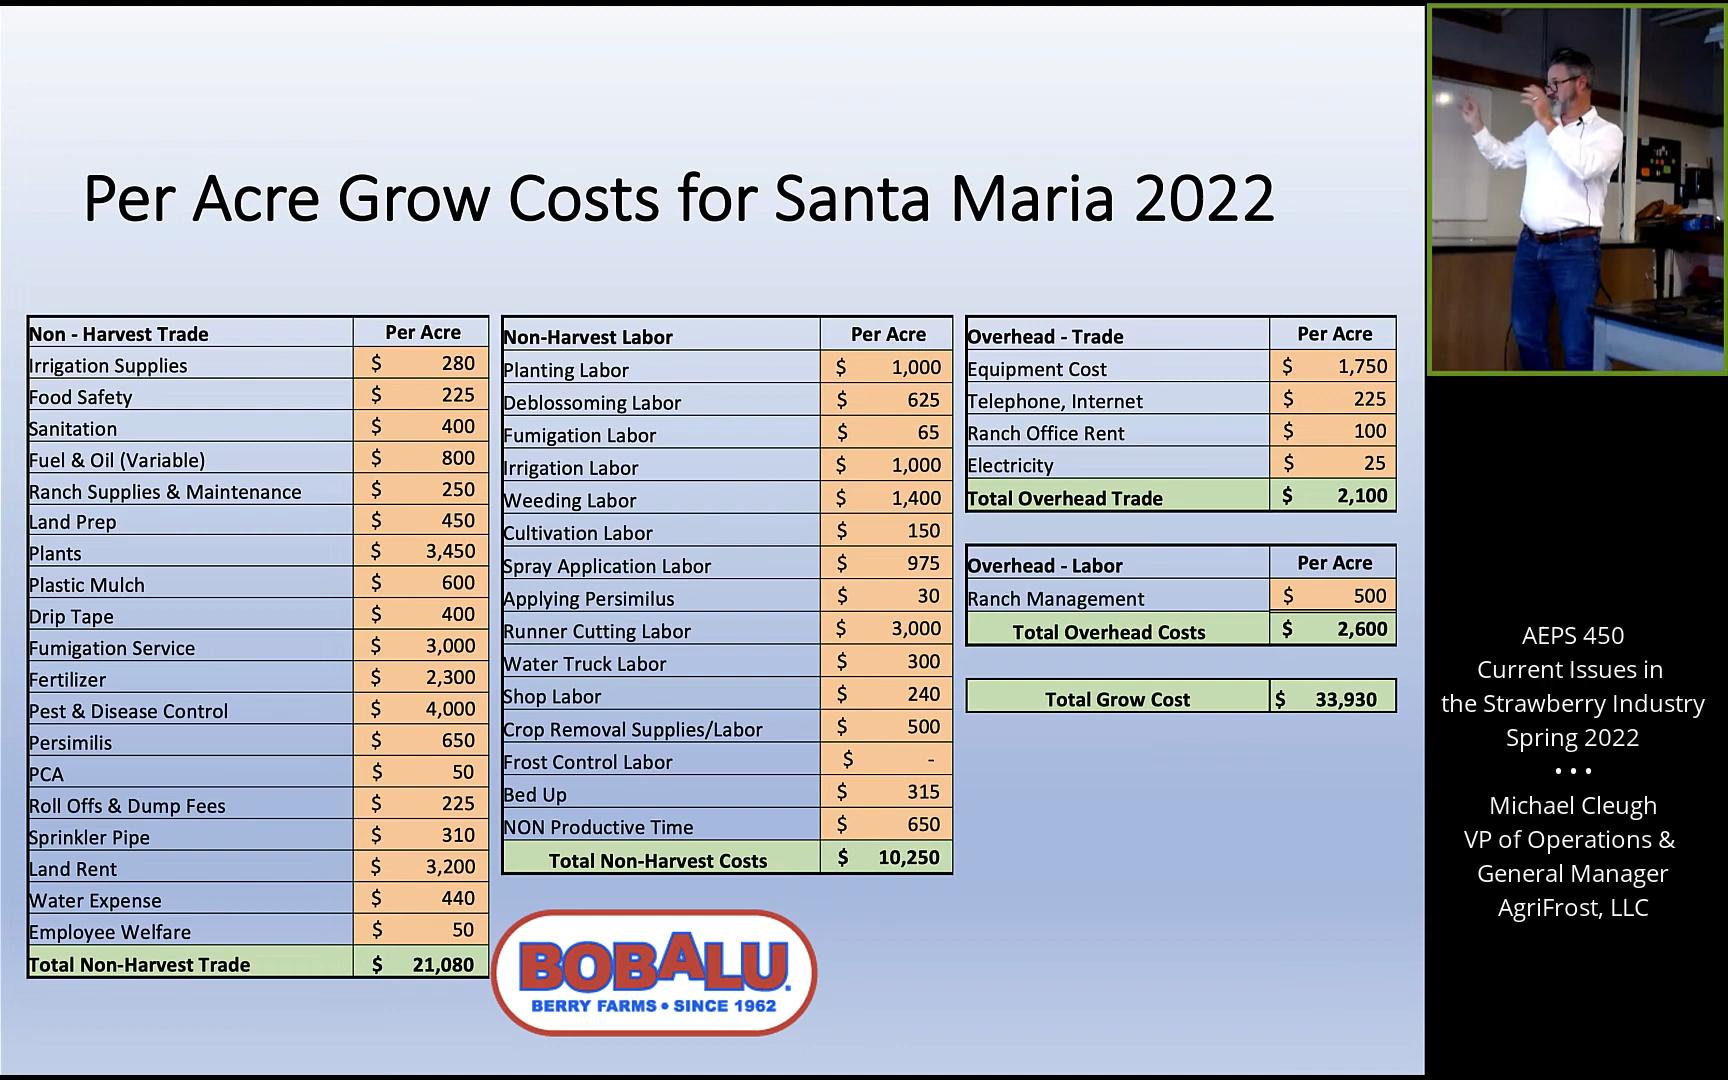 Per Acre Grow Costs for Santa Maria 2022
Non - Harvest Trade Per Acre
Irrigation Supplies $ 280
Food Safety $ 225
Sanitation $ 400
Fuel & Oil (Variable) $ 800
Ranch Supplies & Maintenance $ 250
Land Prep $ 450
Plants $ 3,450
Plastic Mulch $ 600
Drip Tape $ 400
Fumigation Service $ 3,000
Fertilizer $ 2,300
Pest & Disease Control $ 4,000
Persimilis $ 650
PCA $ 50
Roll Offs & Dump Fees $ 225
Sprinkler Pipe $ 310
Land Rent $ 3,200
Water Expense $ 440
Employee Welfare $ 50
Total Non-Harvest Trade $ 21,080
Non-Harvest Labor Per Acre
Planting Labor $ 1,000
Deblossoming Labor $ 625
Fumigation Labor $ 65
Irrigation Labor $ 1,000
Weeding Labor $ 1,400
Cultivation Labor $ 150
Spray Application Labor $ 975
Applying Persimilus $ 30
Runner Cutting Labor $ 3,000
Water Truck Labor $ 300
Shop Labor $ 240
Crop Removal Supplies/Labor $ 500
Frost Control Labor $ -
Bed Up $ 315
NON Productive Time $ 650
Total Non-Harvest Costs $ 10,250
Overhead - Trade Per Acre
Equipment Cost $ 1,750
Telephone, Internet $ 225
Ranch Office Rent $ 100
Electricity $ 25
Total Overhead Trade $ 2,100
Overhead - Labor Per Acre
Ranch Management $ 500
Total Overhead Costs $ 2,600
Total Grow Cost $ 33,930
BOBALU.
BERRY FARMS • SINCE 1962
AEPS 450
Current Issues in
the Strawberry Industry
Spring 2022
• • •
Michael Cleugh
VP of Operations &
General Manager
AgriFrost, LLC